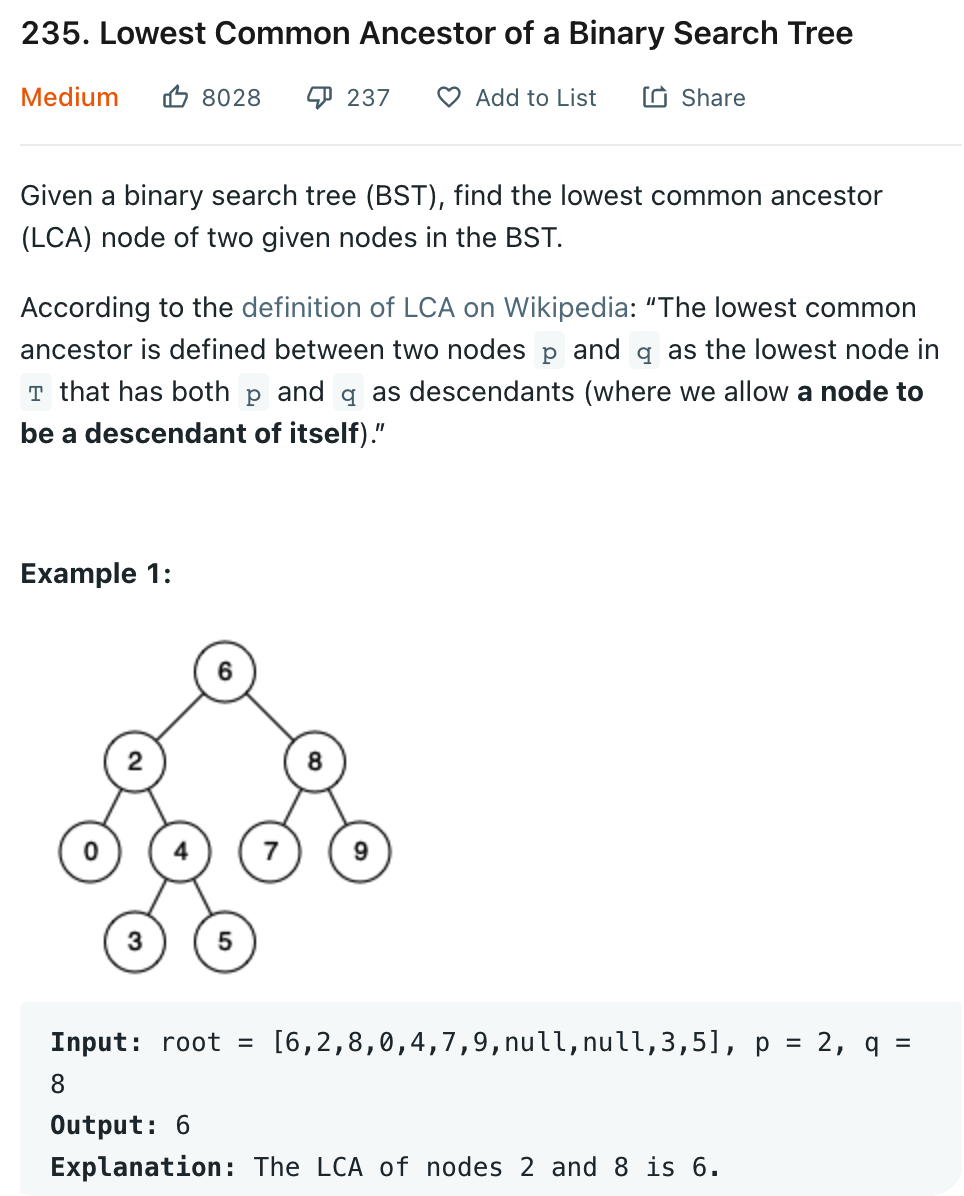 235. Lowest Common Ancestor of a Binary Search Tree
Medium 8028 237 Add to List Share
Given a binary search tree (BST), find the lowest common ancestor
(LCA) node of two given nodes in the BST.
According to the definition of LCA on Wikipedia: “The lowest common
ancestor is defined between two nodes p and q as the lowest node in
T that has both p and q as descendants (where we allow a node to
be a descendant of itself).”
Example 1:
6
2 8
0 4 7 9
3 5
Input: root = [6,2,8,0,4,7,9,null,null,3,5], p = 2, q =
8
Output: 6
Explanation: The LCA of nodes 2 and 8 is 6.